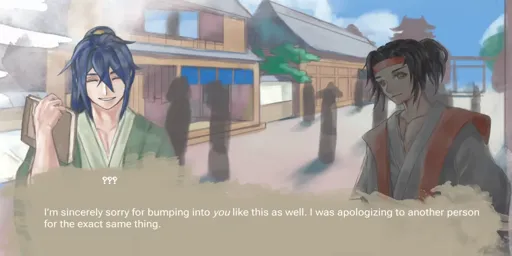 ???
I'm sincerely sorry for bumping into you like this as well. I was apologizing to another person
for the exact same thing.